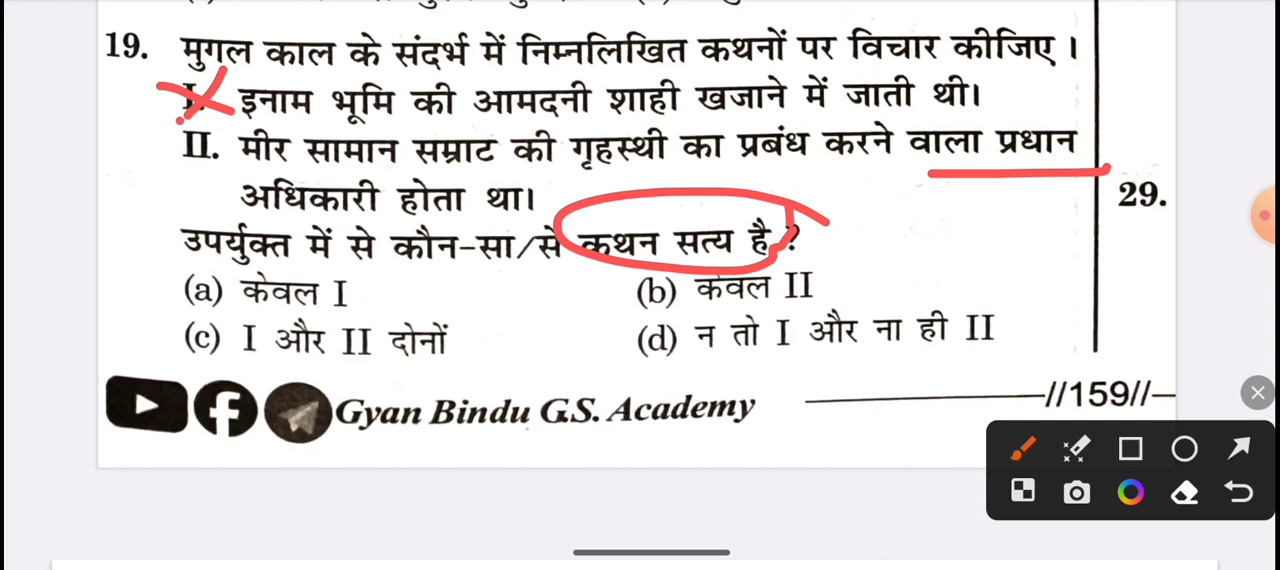 19. मुगल काल के संदर्भ में निम्नलिखित कथनों पर विचार कीजिए ।
I. इनाम भूमि की आमदनी शाही खजाने में जाती थी।
II. मीर सामान सम्राट की गृहस्थी का प्रबंध करने वाला प्रधान
अधिकारी होता था।
29.
उपर्युक्त में से कौन-सा/से कथन सत्य है ?
(a) केवल I (b) केवल II
(c) I और II दोनों (d) न तो I और ना ही II
Gyan Bindu G.S. Academy //159//